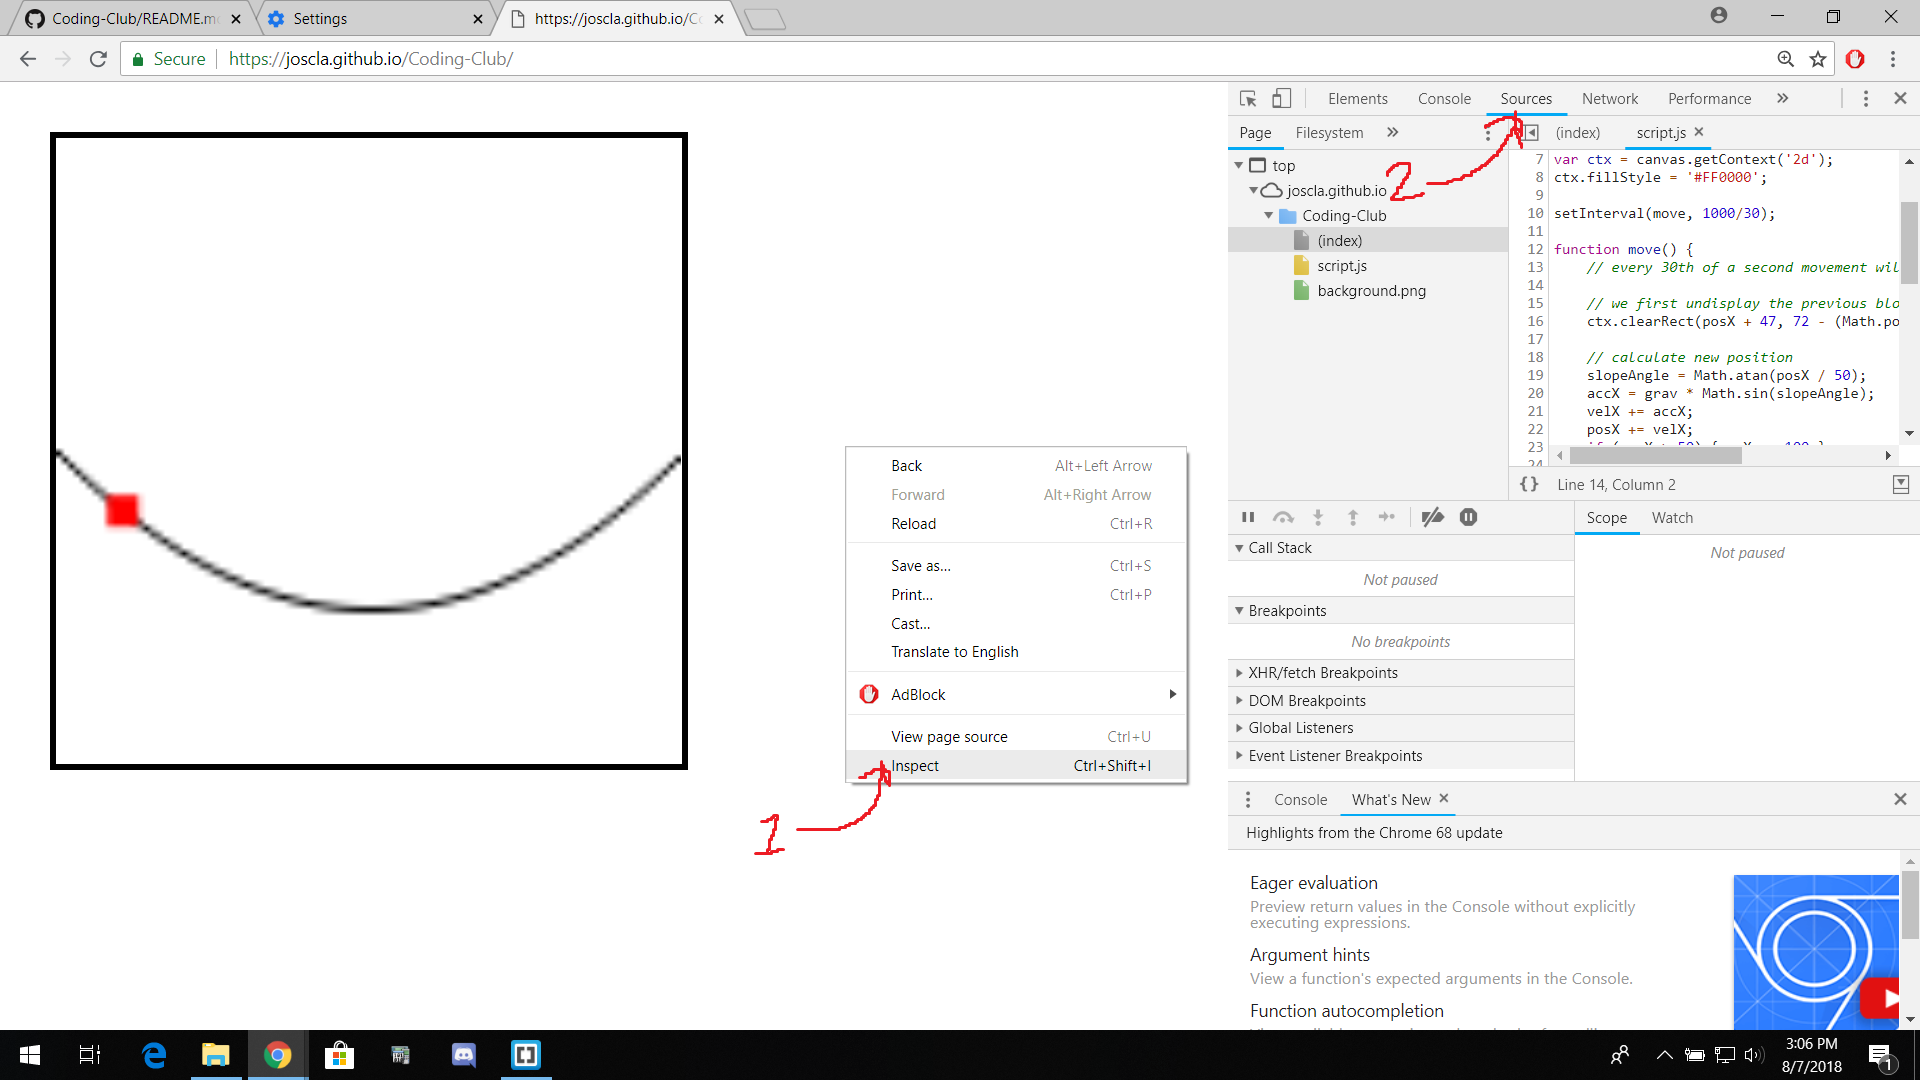 Coding-Club/README.m
Settings
https://joscla.github.io/Co
Secure
https://joscla.github.io/Coding-Club/
Elements Console Sources Network Performance »
Page Filesystem »
(index) script.js
top
joscla.github.io
Coding-Club
(index)
script.js
background.png
2
7 var ctx = canvas.getContext('2d');
8 ctx.fillStyle = '#FF0000';
9
10 setInterval(move, 1000/30);
11
12 function move() {
13 // every 30th of a second movement wil
14
15 // we first undisplay the previous blo
16 ctx.clearRect(posX + 47, 72 - (Math.po
17
18 // calculate new position
19 slopeAngle = Math.atan(posX / 50);
20 accX = grav * Math.sin(slopeAngle);
21 velX += accX;
22 posX += velX;
23
24
{} Line 14, Column 2
Back Alt+Left Arrow
Forward Alt+Right Arrow
Reload Ctrl+R
Save as... Ctrl+S
Print... Ctrl+P
Cast...
Translate to English
AdBlock
View page source Ctrl+U
Inspect Ctrl+Shift+I
1
Scope Watch
Not paused
Call Stack
Not paused
Breakpoints
No breakpoints
XHR/fetch Breakpoints
DOM Breakpoints
Global Listeners
Event Listener Breakpoints
Console What's New
Highlights from the Chrome 68 update
Eager evaluation
Preview return values in the Console without explicitly
executing expressions.
Argument hints
View a function's expected arguments in the Console.
Function autocompletion
3:06 PM
8/7/2018
1